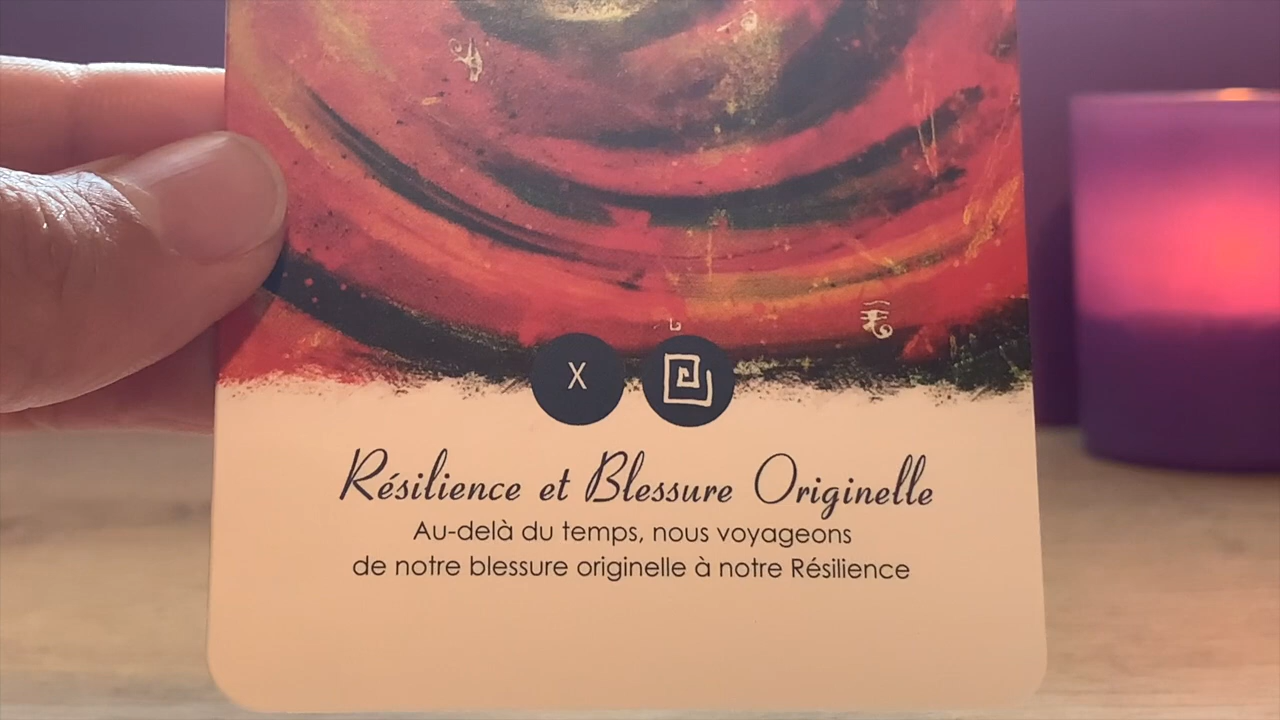 X
Résilience et Blessure Originelle
Au-delà du temps, nous voyageons
de notre blessure originelle à notre Résilience